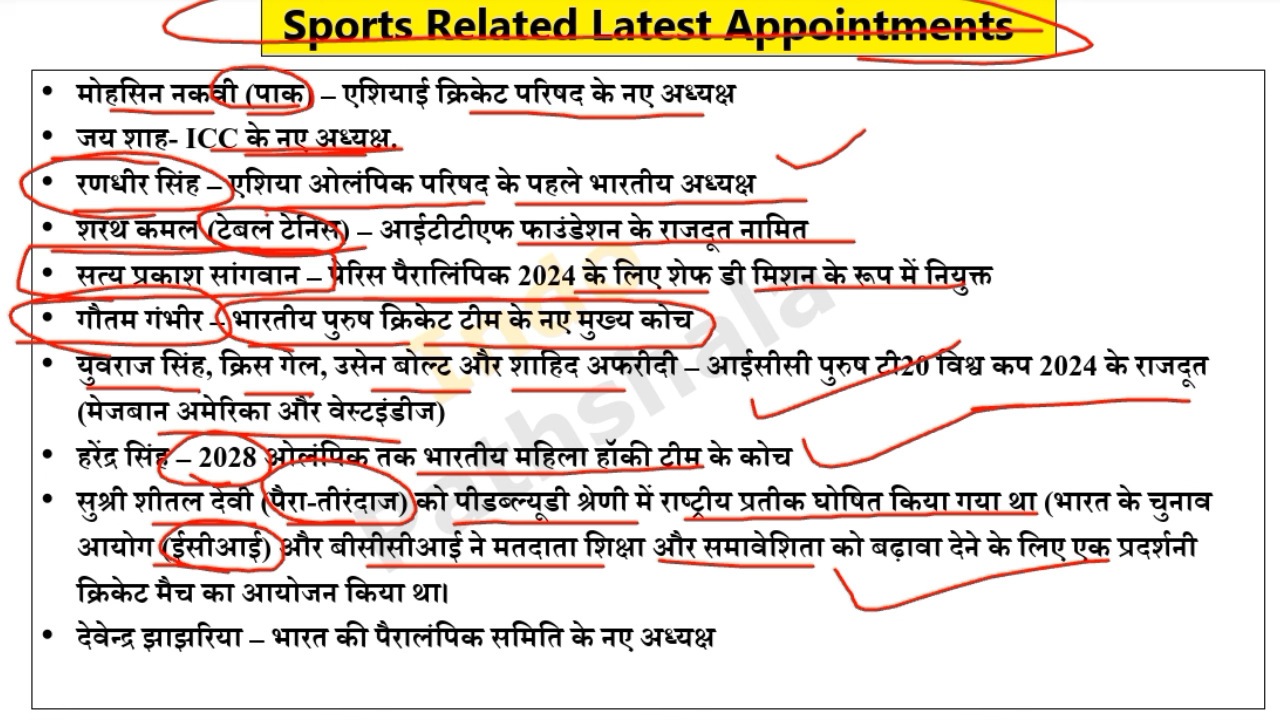 Sports Related Latest Appointments
• मोहसिन नकवी (पाक) – एशियाई क्रिकेट परिषद के नए अध्यक्ष
• जय शाह- ICC के नए अध्यक्ष.
• रणधीर सिंह – एशिया ओलंपिक परिषद के पहले भारतीय अध्यक्ष
• शरथ कमल (टेबल टेनिस) – आईटीटीएफ फाउंडेशन के राजदूत नामित
• सत्य प्रकाश सांगवान – पेरिस पैरालिंपिक 2024 के लिए शेफ डी मिशन के रूप में नियुक्त
• गौतम गंभीर – भारतीय पुरुष क्रिकेट टीम के नए मुख्य कोच
• युवराज सिंह, क्रिस गेल, उसेन बोल्ट और शाहिद अफरीदी – आईसीसी पुरुष टी20 विश्व कप 2024 के राजदूत
(मेजबान अमेरिका और वेस्टइंडीज)
• हरेंद्र सिंह – 2028 ओलंपिक तक भारतीय महिला हॉकी टीम के कोच
• सुश्री शीतल देवी (पैरा-तीरंदाज) को पीडब्ल्यूडी श्रेणी में राष्ट्रीय प्रतीक घोषित किया गया था (भारत के चुनाव
आयोग (ईसीआई) और बीसीसीआई ने मतदाता शिक्षा और समावेशिता को बढ़ावा देने के लिए एक प्रदर्शनी
क्रिकेट मैच का आयोजन किया था।
• देवेन्द्र झाझरिया – भारत की पैरालंपिक समिति के नए अध्यक्ष
Indo
Pathshala